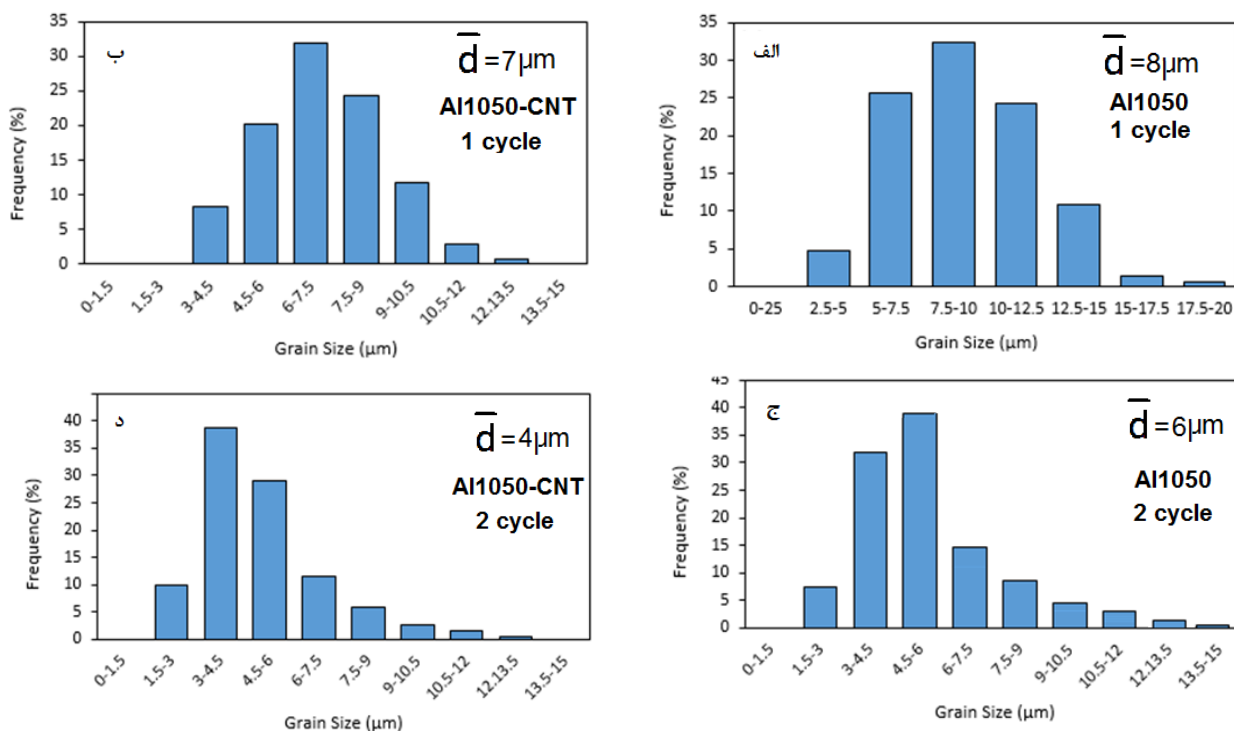 ب
d̄ =7μm
Al1050-CNT
1 cycle
Frequency (%)
35
30
25
20
15
10
5
0
0-1.5 1.5-3 3-4.5 4.5-6 6-7.5 7.5-9 9-10.5 10.5-12 12.13.5 13.5-15
Grain Size (μm)
الف
d̄ =8μm
Al1050
1 cycle
Frequency (%)
35
30
25
20
15
10
5
0
0-25 2.5-5 5-7.5 7.5-10 10-12.5 12.5-15 15-17.5 17.5-20
Grain Size (μm)
د
d̄ =4μm
Al1050-CNT
2 cycle
Frequency (%)
40
35
30
25
20
15
10
5
0
0-1.5 1.5-3 3-4.5 4.5-6 6-7.5 7.5-9 9-10.5 10.5-12 12.13.5 13.5-15
Grain Size (μm)
ج
d̄ =6μm
Al1050
2 cycle
Frequency (%)
45
40
35
30
25
20
15
10
5
0
0-1.5 1.5-3 3-4.5 4.5-6 6-7.5 7.5-9 9-10.5 10.5-12 12.13.5 13.5-15
Grain Size (μm)